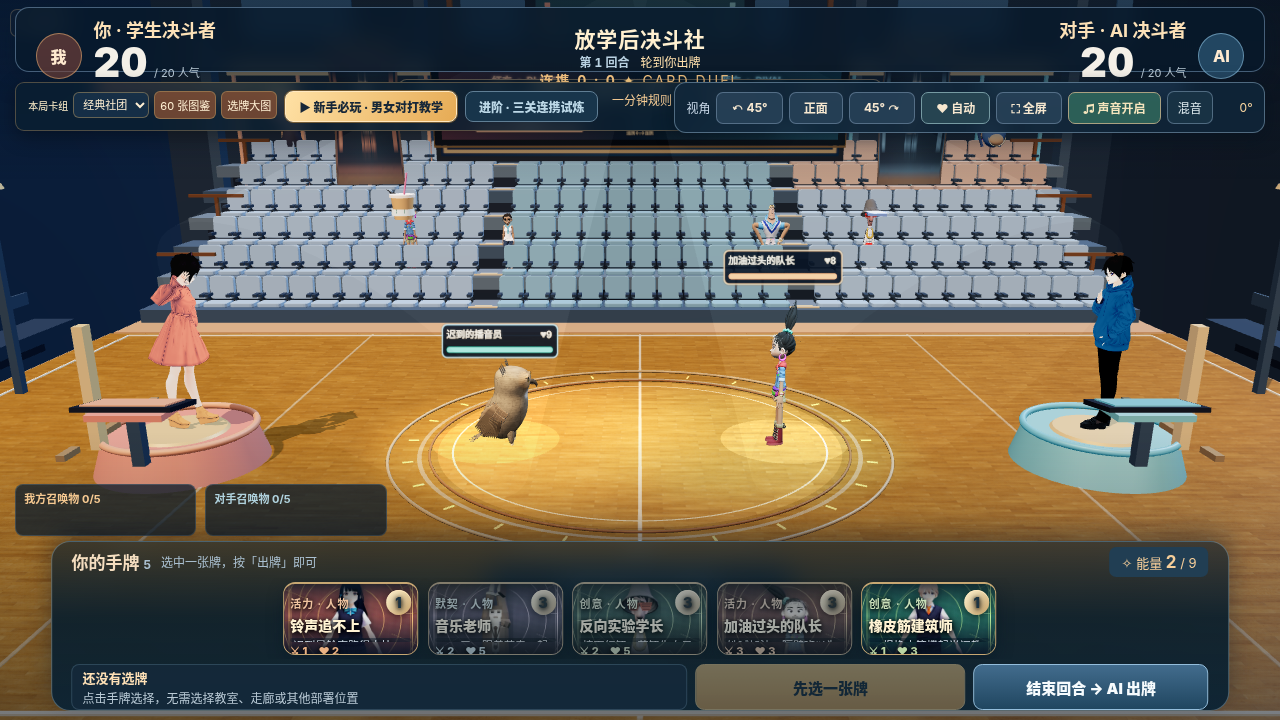 我
你 · 学生决斗者
20 / 20 人气
放学后决斗社
第 1 回合 轮到你出牌
对手 · AI 决斗者
20 / 20 人气
AI
本局卡组
经典社团
60 张图鉴
选牌大图
▶ 新手必玩 · 男女对打教学
进阶 · 三关连携试炼
一分钟规则
视角
↶ 45°
正面
45° ↷
♥ 自动
⛶ 全屏
♫ 声音开启
混音
0°
加油过头的队长 ♥8
迟到的播音员 ♥9
我方召唤物 0/5
对手召唤物 0/5
你的手牌 5 选中一张牌，按「出牌」即可
✧ 能量 2 / 9
活力 · 人物 1
铃声追不上
⚔1 ♥2
默契 · 人物 3
音乐老师
⚔2 ♥5
创意 · 人物 3
反向实验学长
⚔2 ♥5
活力 · 人物 3
加油过头的队长
⚔3 ♥3
创意 · 人物 1
橡皮筋建筑师
⚔1 ♥3
还没有选牌
点击手牌选择，无需选择教室、走廊或其他部署位置
先选一张牌
结束回合 → AI 出牌